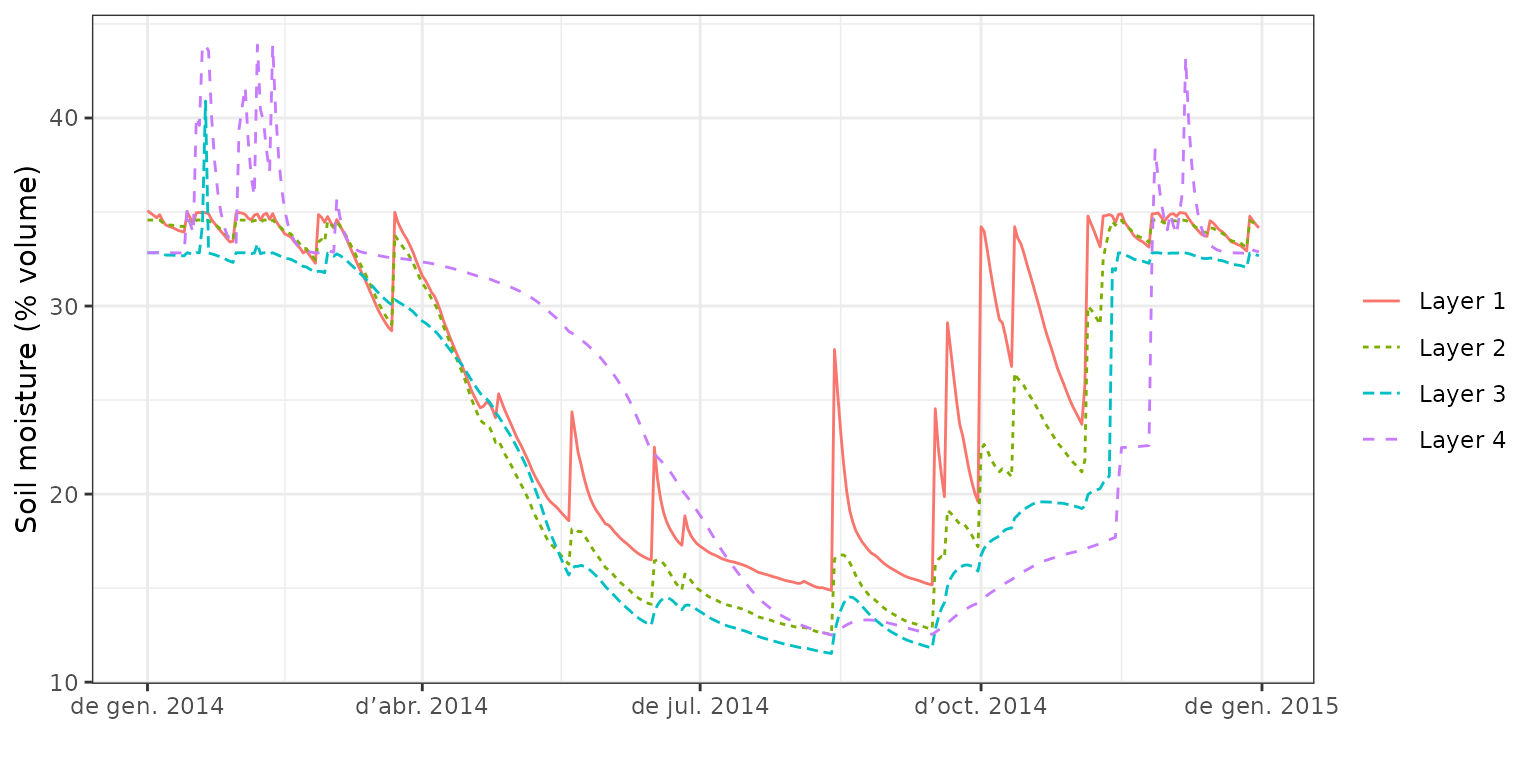 Soil moisture (% volume)
40
30
20
10
de gen. 2014
d’abr. 2014
de jul. 2014
d’oct. 2014
de gen. 2015
Layer 1
Layer 2
Layer 3
Layer 4